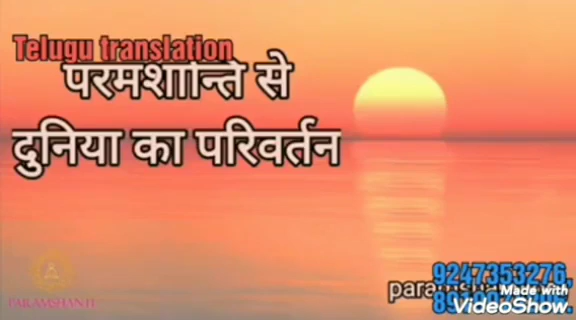 Telugu translation
परमशान्ति से
दुनिया का परिवर्तन
9247353276,
Made with
VideoShow
PARAMSHANTI